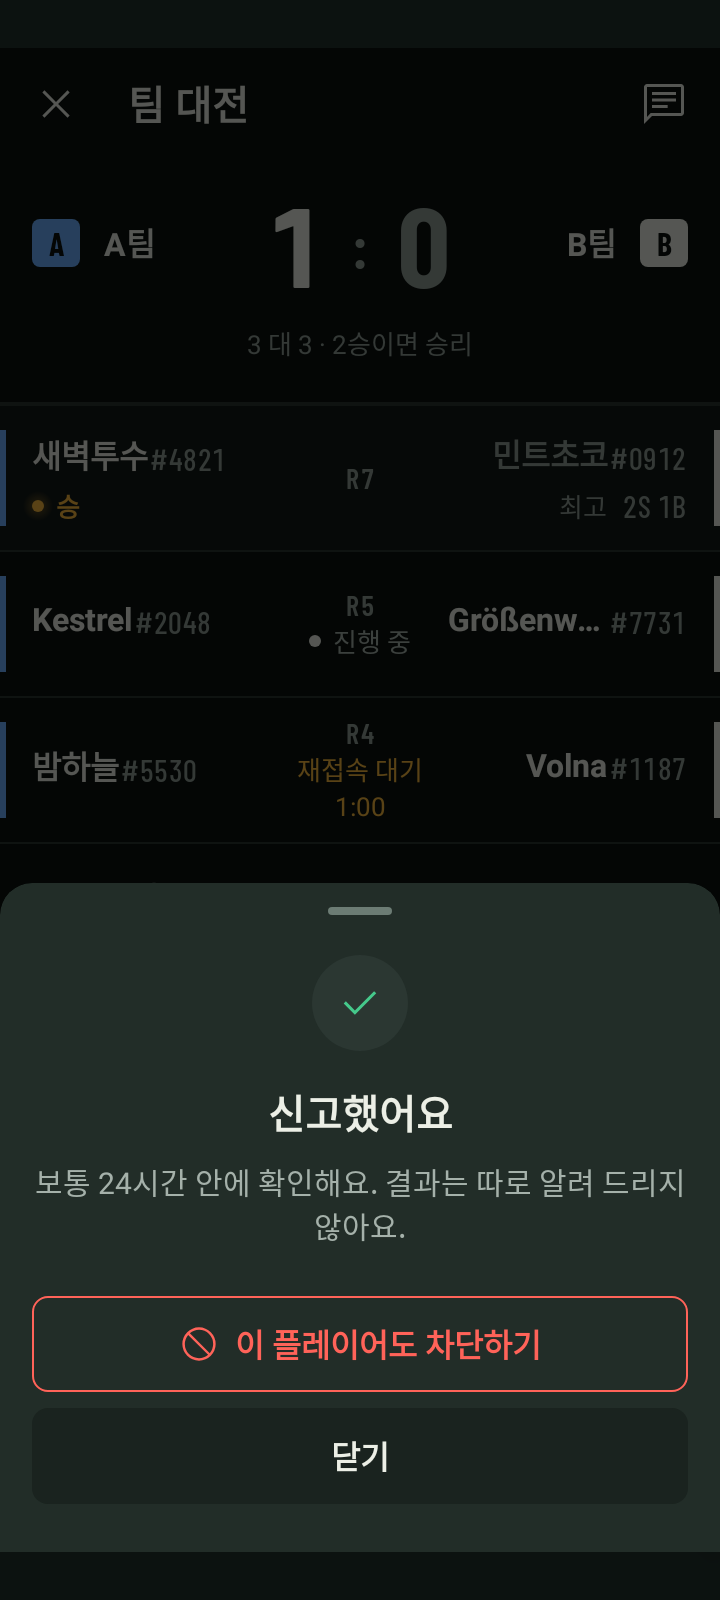 팀 대전
A A팀 1 : 0 B팀 B
3 대 3 · 2승이면 승리
새벽투수#4821 R7 민트초코#0912
승 최고 2S 1B
R5
Kestrel#2048 Größenw… #7731
진행 중
R4
밤하늘#5530 재접속 대기 Volna#1187
1:00
신고했어요
보통 24시간 안에 확인해요. 결과는 따로 알려 드리지
않아요.
이 플레이어도 차단하기
닫기